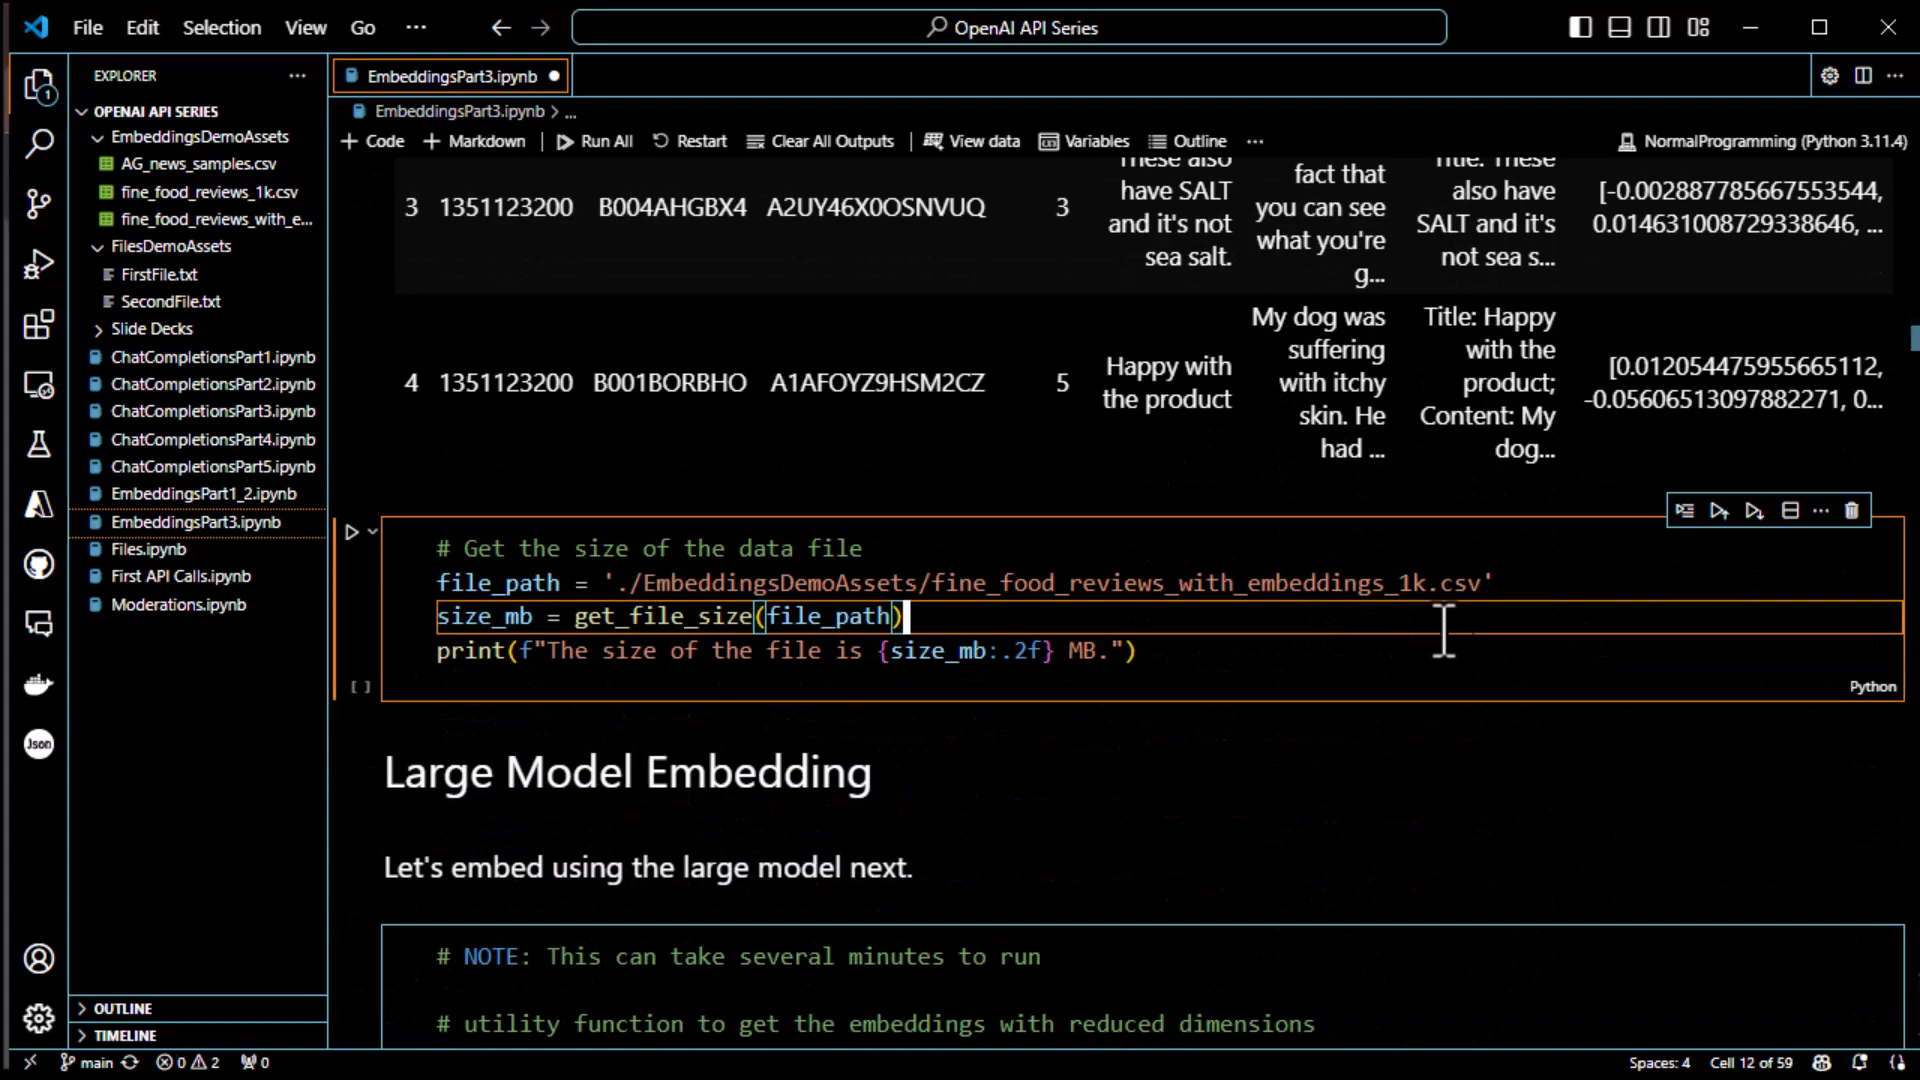 File Edit Selection View Go ···
OpenAI API Series
EXPLORER ···
OPENAI API SERIES
EmbeddingsDemoAssets
AG_news_samples.csv
fine_food_reviews_1k.csv
fine_food_reviews_with_e...
FilesDemoAssets
FirstFile.txt
SecondFile.txt
Slide Decks
ChatCompletionsPart1.ipynb
ChatCompletionsPart2.ipynb
ChatCompletionsPart3.ipynb
ChatCompletionsPart4.ipynb
ChatCompletionsPart5.ipynb
EmbeddingsPart1_2.ipynb
EmbeddingsPart3.ipynb
Files.ipynb
First API Calls.ipynb
Moderations.ipynb
OUTLINE
TIMELINE
1
Json
EmbeddingsPart3.ipynb
EmbeddingsPart3.ipynb > ...
+ Code + Markdown Run All Restart Clear All Outputs View data Variables Outline ··· NormalProgramming (Python 3.11.4)
3 1351123200 B004AHGBX4 A2UY46X0OSNVUQ 3
These also
have SALT
and it's not
sea salt.
fact that
you can see
what you're
g...
Title: These
also have
SALT and it's
not sea s...
[-0.002887785667553544,
0.014631008729338646, ...
4 1351123200 B001BORBHO A1AFOYZ9HSM2CZ 5
Happy with
the product
My dog was
suffering
with itchy
skin. He
had ...
Title: Happy
with the
product;
Content: My
dog...
[0.012054475955665112,
-0.05606513097882271, 0...
# Get the size of the data file
file_path = './EmbeddingsDemoAssets/fine_food_reviews_with_embeddings_1k.csv'
size_mb = get_file_size(file_path)
print(f"The size of the file is {size_mb:.2f} MB.")
[ ]
Python
Large Model Embedding
Let's embed using the large model next.
# NOTE: This can take several minutes to run
# utility function to get the embeddings with reduced dimensions
main 0 2 0 Spaces: 4 Cell 12 of 59